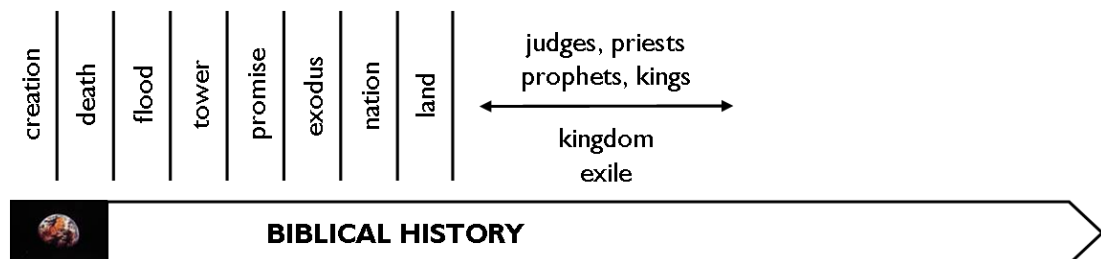 creation
death
flood
tower
promise
exodus
nation
land
judges, priests
prophets, kings
kingdom
exile
BIBLICAL HISTORY